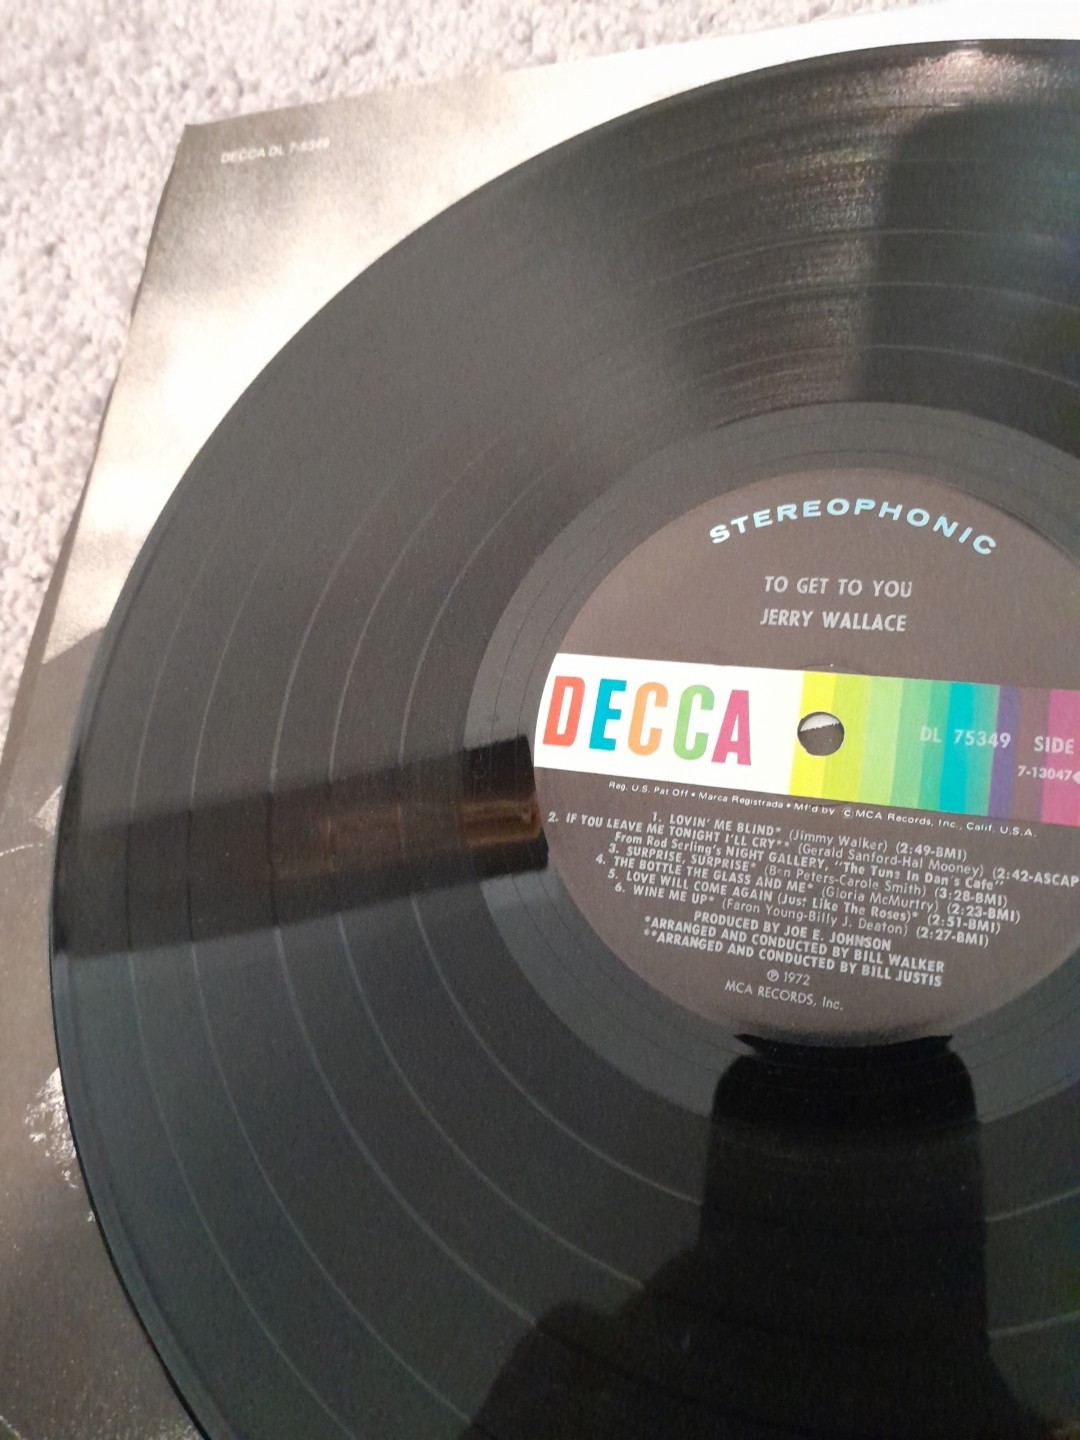 DECCA DL 7-5349
STEREOPHONIC
TO GET TO YOU
JERRY WALLACE
DECCA
DL 75349 SIDE
7-13047
Reg. U.S. Pat Off • Marca Registrada • Mf'd by © MCA Records, Inc., Calif. U.S.A.
1. LOVIN' ME BLIND* (Jimmy Walker) (2:49-BMI)
2. IF YOU LEAVE ME TONIGHT I'LL CRY** (Gerald Sanford-Hal Mooney) (2:42-ASCAP
From Rod Serling's NIGHT GALLERY, "The Tune In Dan's Cafe"
3. SURPRISE, SURPRISE* (Ben Peters-Carole Smith) (3:28-BMI)
4. THE BOTTLE THE GLASS AND ME* (Gloria McMurtry) (2:23-BMI)
5. LOVE WILL COME AGAIN (Just Like The Roses)* (2:51-BMI)
6. WINE ME UP* (Faron Young-Billy J. Deaton) (2:27-BMI)
PRODUCED BY JOE E. JOHNSON
*ARRANGED AND CONDUCTED BY BILL WALKER
**ARRANGED AND CONDUCTED BY BILL JUSTIS
℗ 1972
MCA RECORDS, Inc.